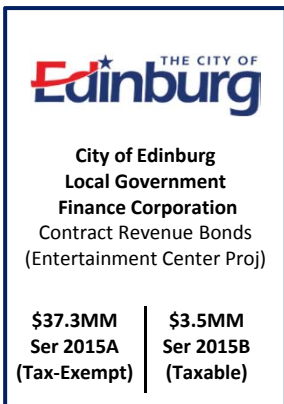 THE CITY OF
Edinburg
City of Edinburg
Local Government
Finance Corporation
Contract Revenue Bonds
(Entertainment Center Proj)
$37.3MM
Ser 2015A
(Tax-Exempt)
$3.5MM
Ser 2015B
(Taxable)